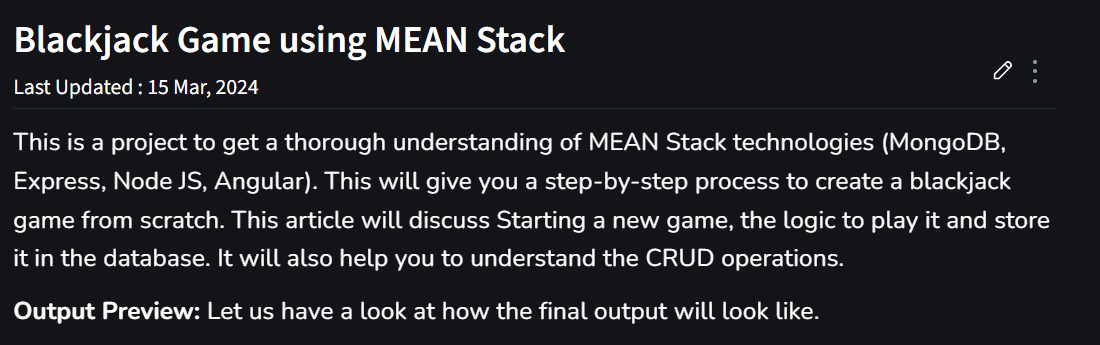 Blackjack Game using MEAN Stack
Last Updated : 15 Mar, 2024
This is a project to get a thorough understanding of MEAN Stack technologies (MongoDB,
Express, Node JS, Angular). This will give you a step-by-step process to create a blackjack
game from scratch. This article will discuss Starting a new game, the logic to play it and store
it in the database. It will also help you to understand the CRUD operations.
Output Preview: Let us have a look at how the final output will look like.